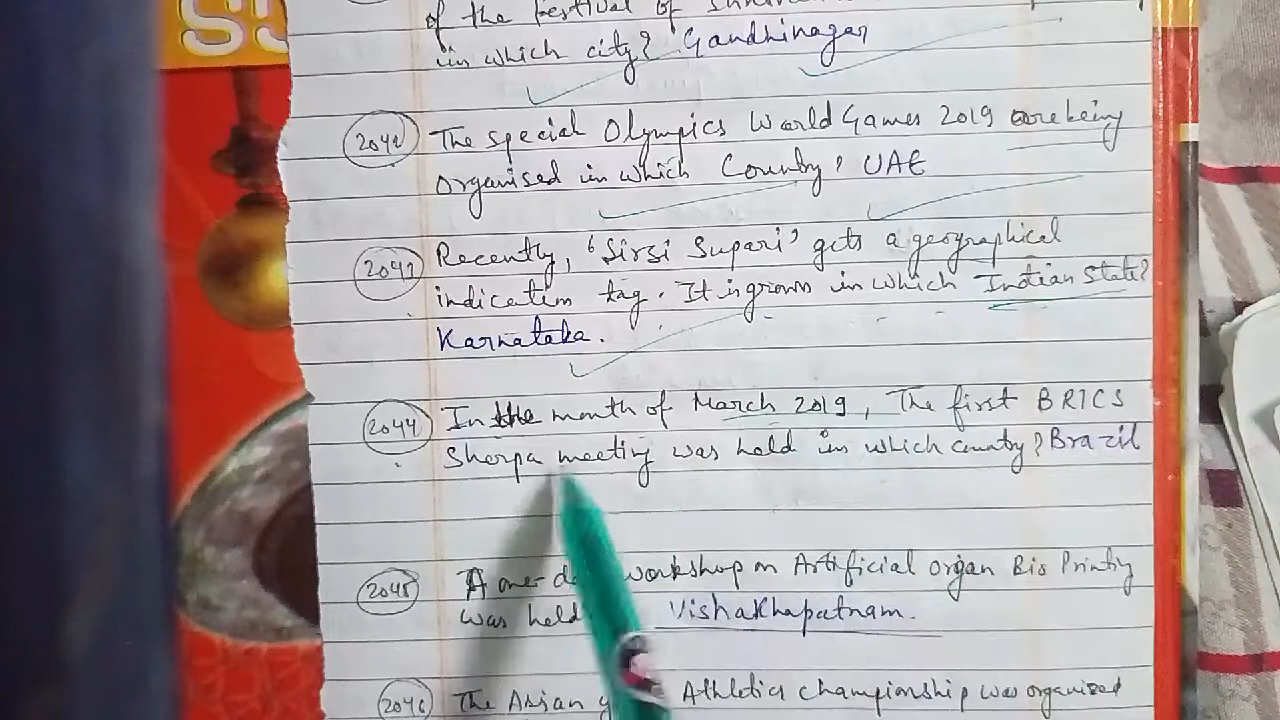 of the Festival of
in which city? Gandhinagar
2042 The special Olympics World Games 2019 are being
organised in which Country? UAE
2043 Recently, 'Sirsi Supari' gets a geographical
indication tag. It is grown in which Indian State?
Karnataka.
2044 In the month of March 2019, The first BRICS
Sherpa meeting was held in which country? Brazil
2045 A one d workshop on Artificial organ Bio Printing
was held Vishakhapatnam.
2046 The Asian Athletics championship was organised